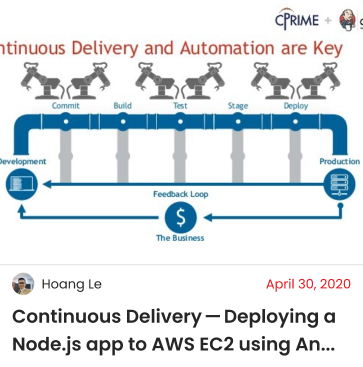 CPRIME +
ntinuous Delivery and Automation are Key
Commit Build Test Stage Deploy
Development Production
Feedback Loop
$
The Business
Hoang Le April 30, 2020
Continuous Delivery — Deploying a
Node.js app to AWS EC2 using An...